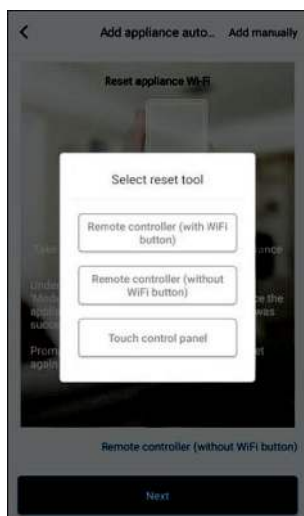 Add appliance auto… Add manually
Reset appliance Wi-Fi
Select reset tool
Remote controller (with WiFi
button)
Remote controller (without
WiFi button)
Touch control panel
Remote controller (without WiFi button)
Next